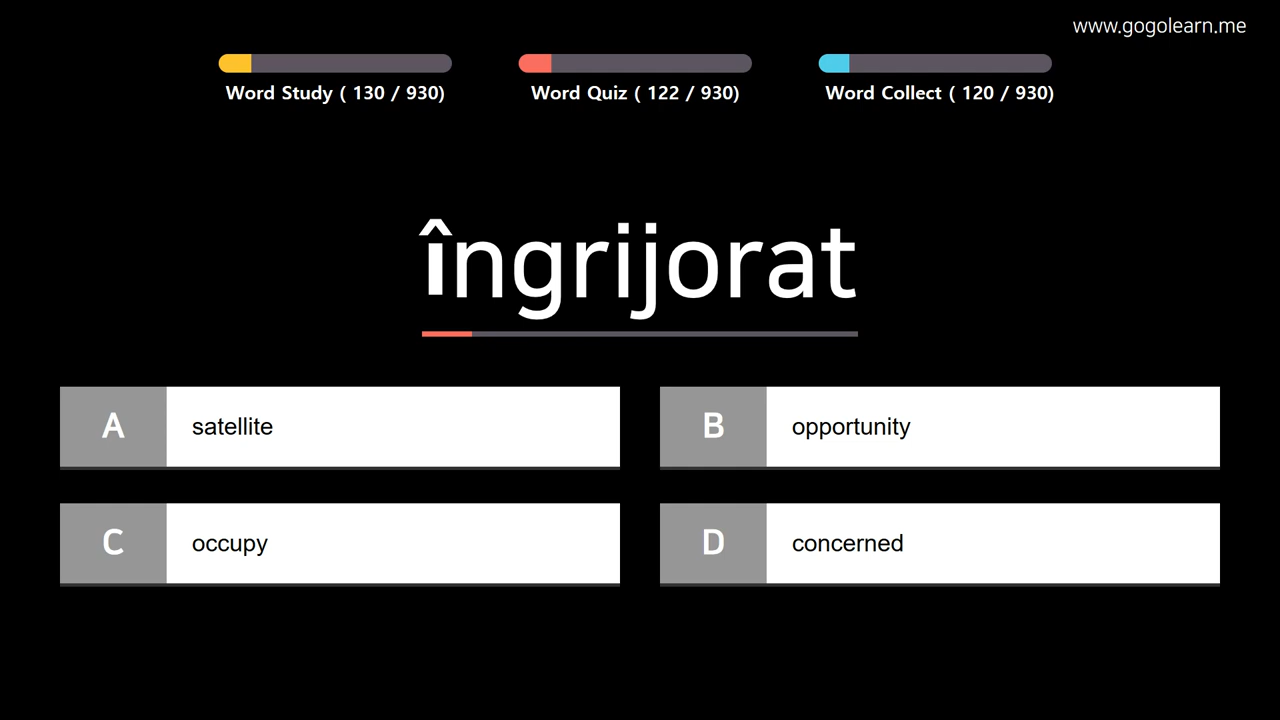 www.gogolearn.me
Word Study ( 130 / 930)
Word Quiz ( 122 / 930)
Word Collect ( 120 / 930)
îngrijorat
A satellite
B opportunity
C occupy
D concerned